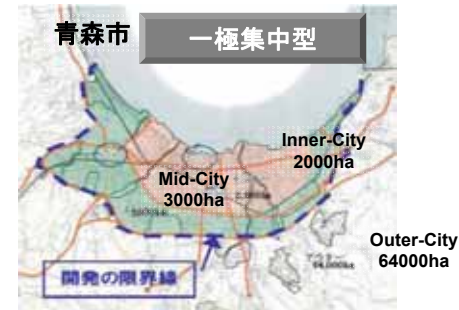 青森市
一極集中型
Inner-City
2000ha
Mid-City
3000ha
Outer-City
64000ha
開発の限界線